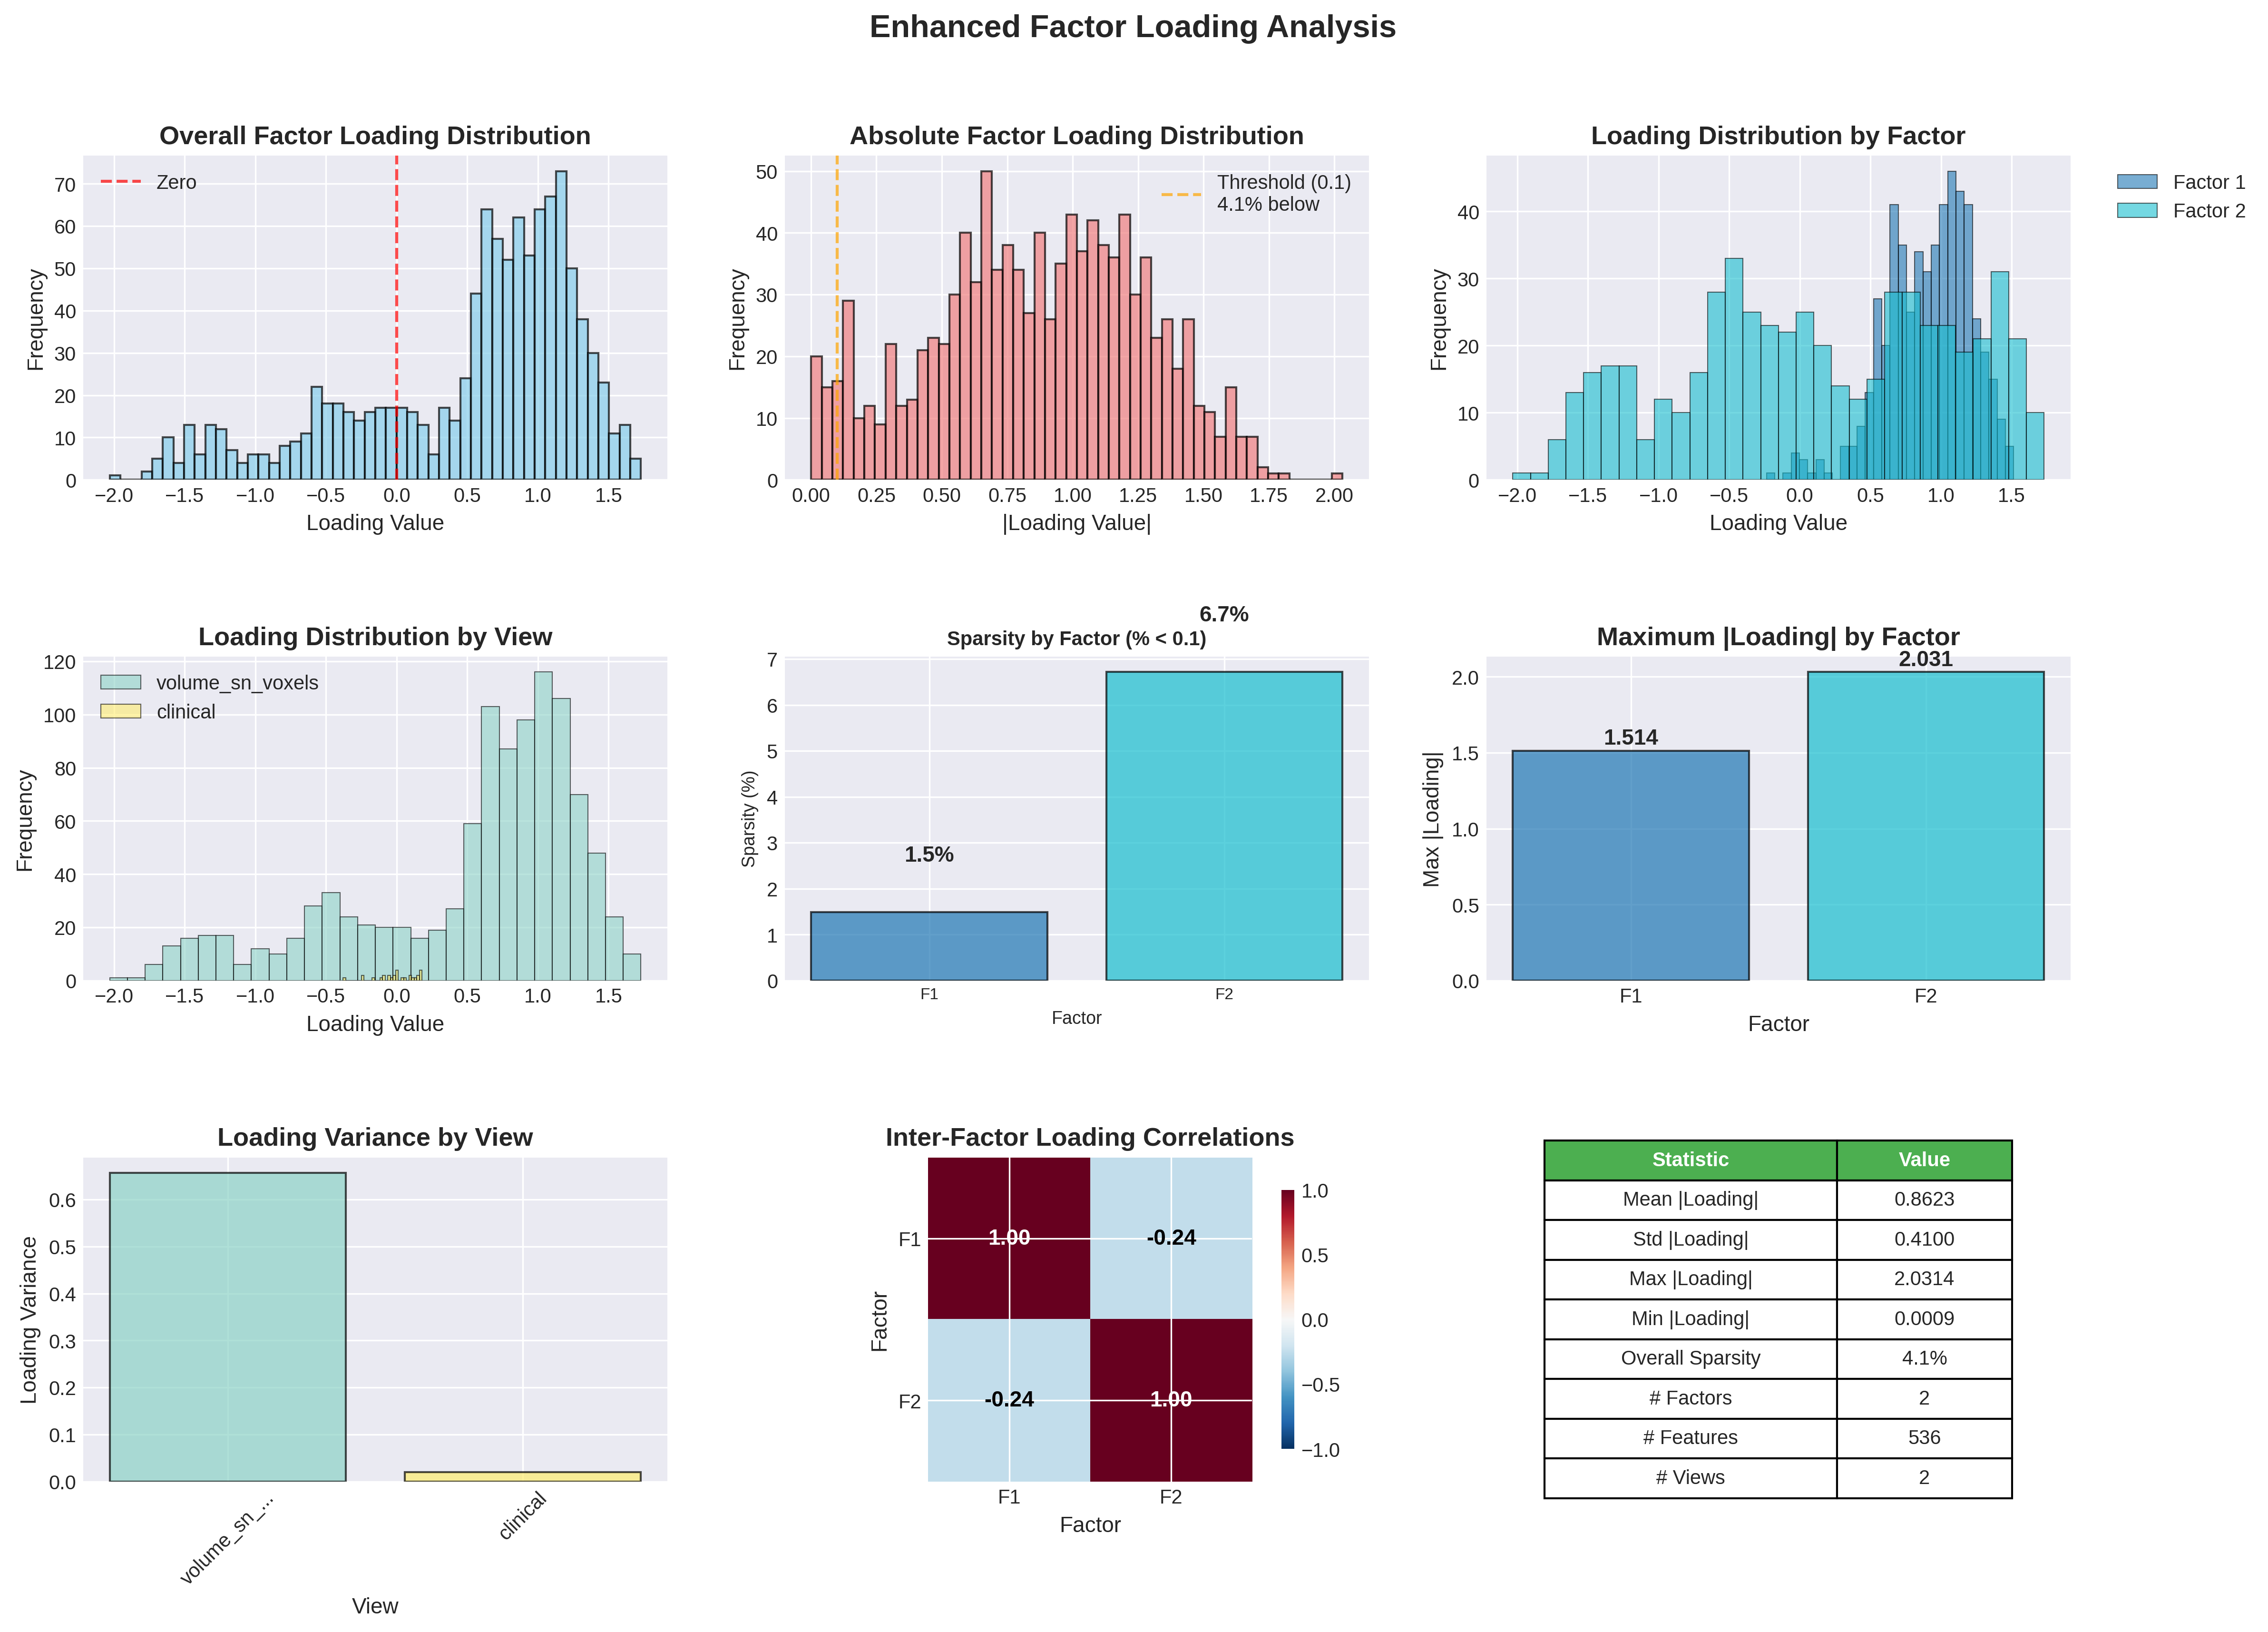 Enhanced Factor Loading Analysis
Overall Factor Loading Distribution
Zero
Frequency
70
60
50
40
30
20
10
0
−2.0 −1.5 −1.0 −0.5 0.0 0.5 1.0 1.5
Loading Value
Absolute Factor Loading Distribution
Threshold (0.1)
4.1% below
Frequency
50
40
30
20
10
0
0.00 0.25 0.50 0.75 1.00 1.25 1.50 1.75 2.00
|Loading Value|
Loading Distribution by Factor
Factor 1
Factor 2
Frequency
40
30
20
10
0
−2.0 −1.5 −1.0 −0.5 0.0 0.5 1.0 1.5
Loading Value
Loading Distribution by View
volume_sn_voxels
clinical
Frequency
120
100
80
60
40
20
0
−2.0 −1.5 −1.0 −0.5 0.0 0.5 1.0 1.5
Loading Value
6.7%
Sparsity by Factor (% < 0.1)
1.5%
Sparsity (%)
7
6
5
4
3
2
1
0
F1 F2
Factor
Maximum |Loading| by Factor
2.031
1.514
Max |Loading|
2.0
1.5
1.0
0.5
0.0
F1 F2
Factor
Loading Variance by View
Loading Variance
0.6
0.5
0.4
0.3
0.2
0.1
0.0
volume_sn_...
clinical
View
Inter-Factor Loading Correlations
Factor
F1
1.00 -0.24
F2
-0.24 1.00
F1 F2
Factor
1.0
0.5
0.0
−0.5
−1.0
Statistic Value
Mean |Loading| 0.8623
Std |Loading| 0.4100
Max |Loading| 2.0314
Min |Loading| 0.0009
Overall Sparsity 4.1%
# Factors 2
# Features 536
# Views 2